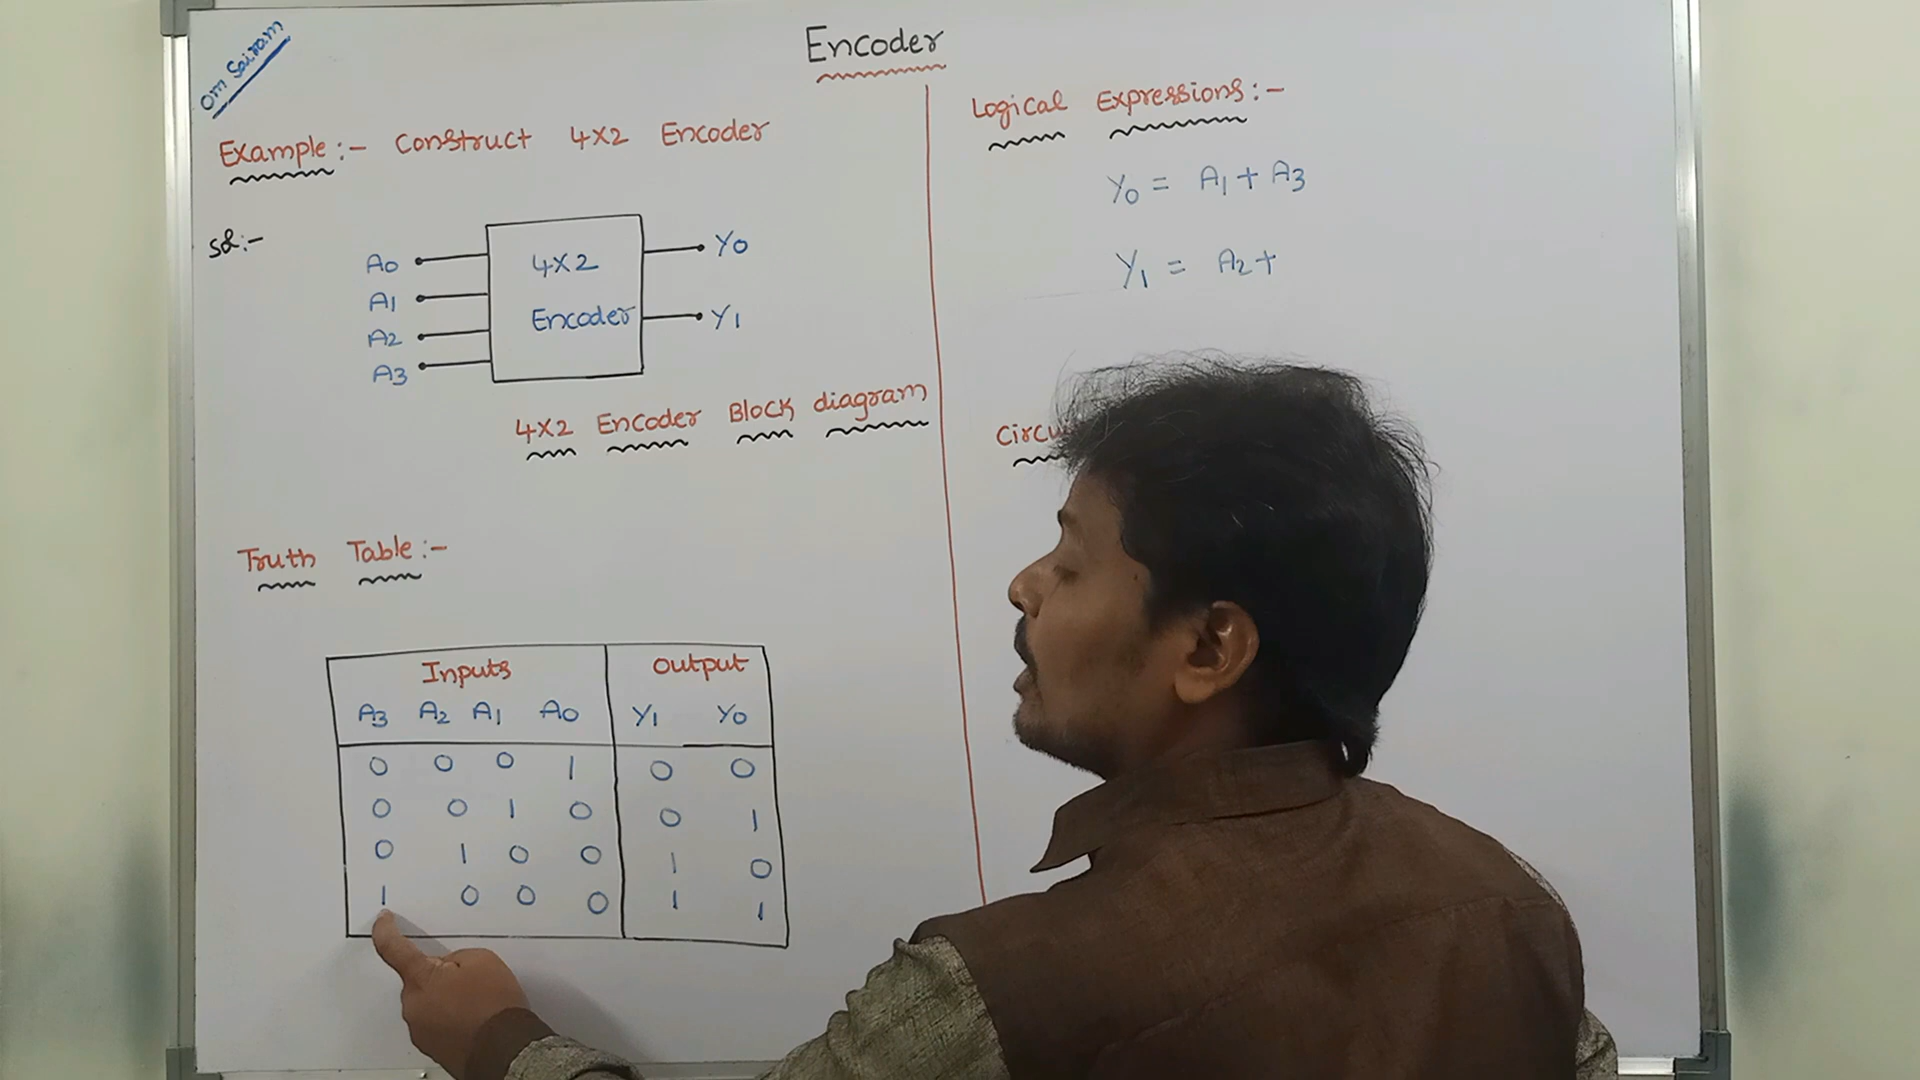 Om Sairam
Encoder
Example:- Construct 4x2 Encoder
Sol:-
A0
A1
A2
A3
4x2
Encoder
Y0
Y1
4x2 Encoder Block diagram
Truth Table:-
Inputs Output
A3 A2 A1 A0 Y1 Y0
0 0 0 1 0 0
0 0 1 0 0 1
0 1 0 0 1 0
1 0 0 0 1 1
Logical Expressions:-
Y0 = A1 + A3
Y1 = A2 +